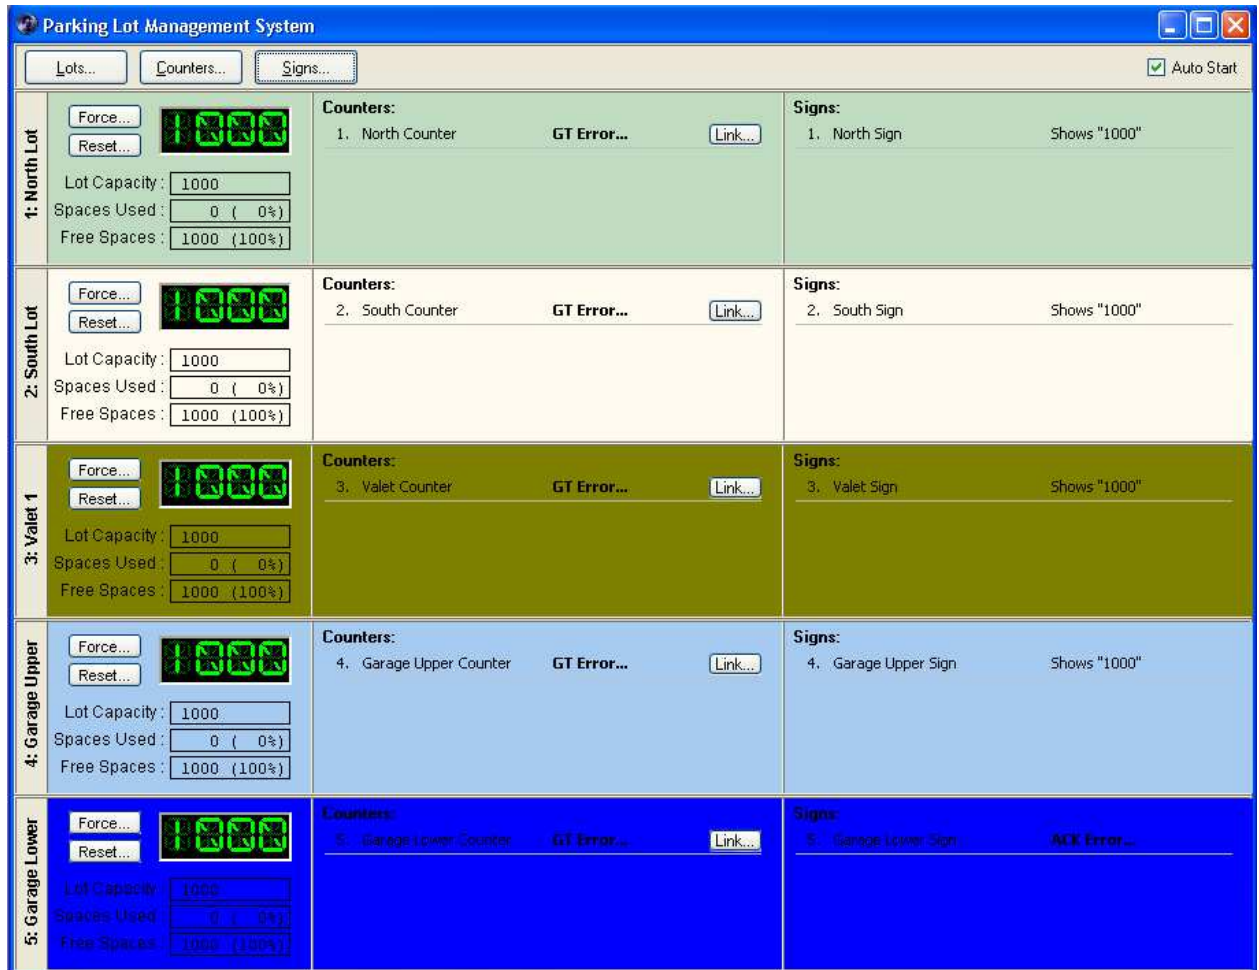 Parking Lot Management System
Lots... Counters... Signs... Auto Start
1: North Lot
Force... 1000
Reset...
Lot Capacity : 1000
Spaces Used : 0 ( 0%)
Free Spaces : 1000 (100%)
Counters:
1. North Counter GT Error... Link...
Signs:
1. North Sign Shows "1000"
2: South Lot
Force... 1000
Reset...
Lot Capacity : 1000
Spaces Used : 0 ( 0%)
Free Spaces : 1000 (100%)
Counters:
2. South Counter GT Error... Link...
Signs:
2. South Sign Shows "1000"
3: Valet 1
Force... 1000
Reset...
Lot Capacity : 1000
Spaces Used : 0 ( 0%)
Free Spaces : 1000 (100%)
Counters:
3. Valet Counter GT Error... Link...
Signs:
3. Valet Sign Shows "1000"
4: Garage Upper
Force... 1000
Reset...
Lot Capacity : 1000
Spaces Used : 0 ( 0%)
Free Spaces : 1000 (100%)
Counters:
4. Garage Upper Counter GT Error... Link...
Signs:
4. Garage Upper Sign Shows "1000"
5: Garage Lower
Force... 1000
Reset...
Lot Capacity : 1000
Spaces Used : 0 ( 0%)
Free Spaces : 1000 (100%)
Counters:
5. Garage Lower Counter GT Error... Link...
Signs:
5. Garage Lower Sign ACK Error...